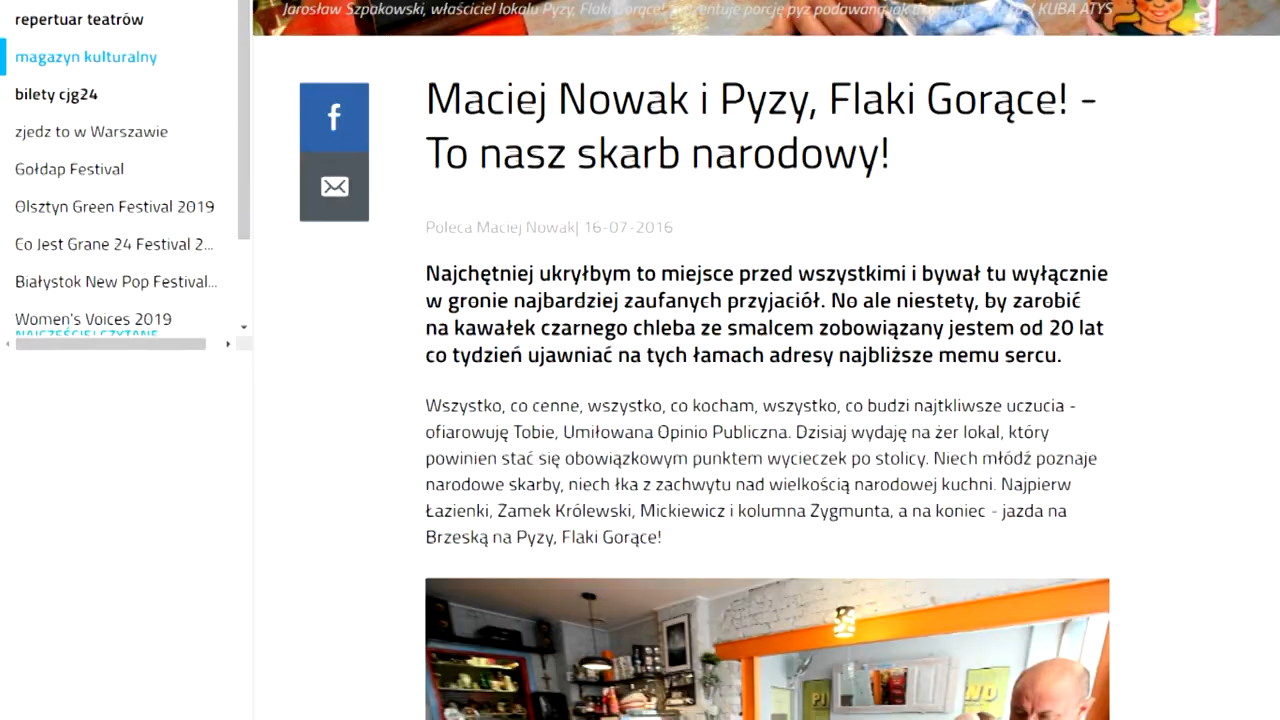 repertuar teatrów
magazyn kulturalny
bilety cjg24
zjedz to w Warszawie
Gołdap Festival
Olsztyn Green Festival 2019
Co Jest Grane 24 Festival 2...
Białystok New Pop Festival...
Women's Voices 2019
NAJCZĘŚCIEJ CZYTANE
Jarosław Szpakowski, właściciel lokalu Pyzy, Flaki Gorące! prezentuje porcję pyz podawaną jak / KUBA ATYS
f
Maciej Nowak i Pyzy, Flaki Gorące! -
To nasz skarb narodowy!
Poleca Maciej Nowak| 16-07-2016
Najchętniej ukryłbym to miejsce przed wszystkimi i bywał tu wyłącznie
w gronie najbardziej zaufanych przyjaciół. No ale niestety, by zarobić
na kawałek czarnego chleba ze smalcem zobowiązany jestem od 20 lat
co tydzień ujawniać na tych łamach adresy najbliższe memu sercu.
Wszystko, co cenne, wszystko, co kocham, wszystko, co budzi najtkliwsze uczucia -
ofiarowuję Tobie, Umiłowana Opinio Publiczna. Dzisiaj wydaję na żer lokal, który
powinien stać się obowiązkowym punktem wycieczek po stolicy. Niech młódź poznaje
narodowe skarby, niech łka z zachwytu nad wielkością narodowej kuchni. Najpierw
Łazienki, Zamek Królewski, Mickiewicz i kolumna Zygmunta, a na koniec - jazda na
Brzeską na Pyzy, Flaki Gorące!